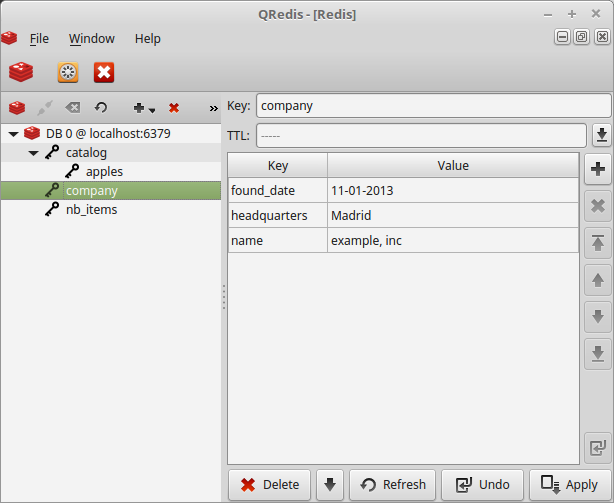 QRedis - [Redis]
File Window Help
»
DB 0 @ localhost:6379
catalog
apples
company
nb_items
Key: company
TTL: -----
Key Value
found_date 11-01-2013
headquarters Madrid
name example, inc
Delete Refresh Undo Apply